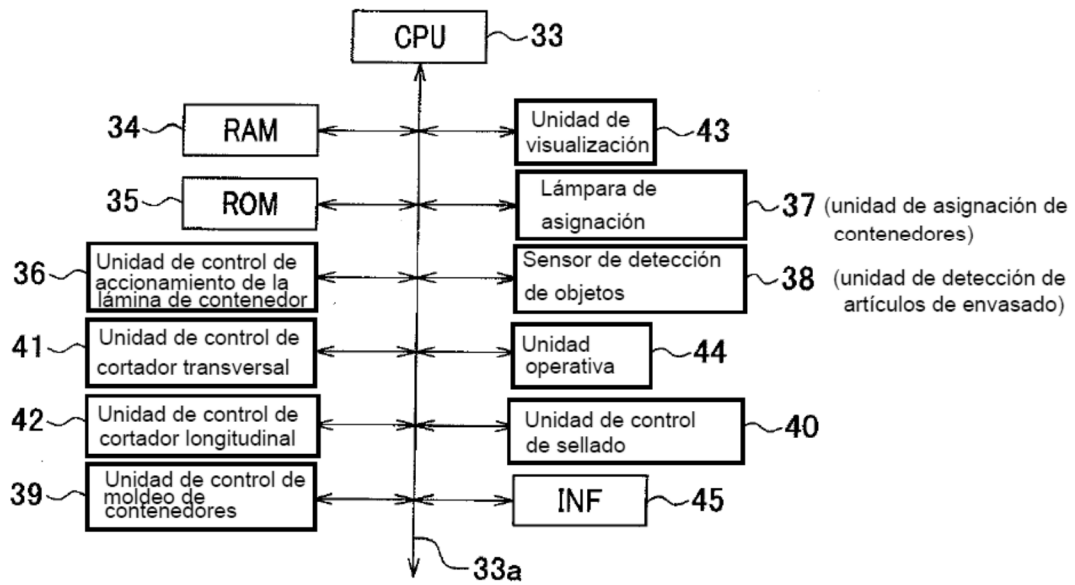 CPU 33
34 RAM
Unidad de
visualización 43
35 ROM
Lámpara de
asignación 37 (unidad de asignación de
contenedores)
36 Unidad de control de
accionamiento de la
lámina de contenedor
Sensor de detección
de objetos 38 (unidad de detección de
artículos de envasado)
41 Unidad de control de
cortador transversal
Unidad
operativa 44
42 Unidad de control de
cortador longitudinal
Unidad de control
de sellado 40
39 Unidad de control de
moldeo de
contenedores
INF 45
33a